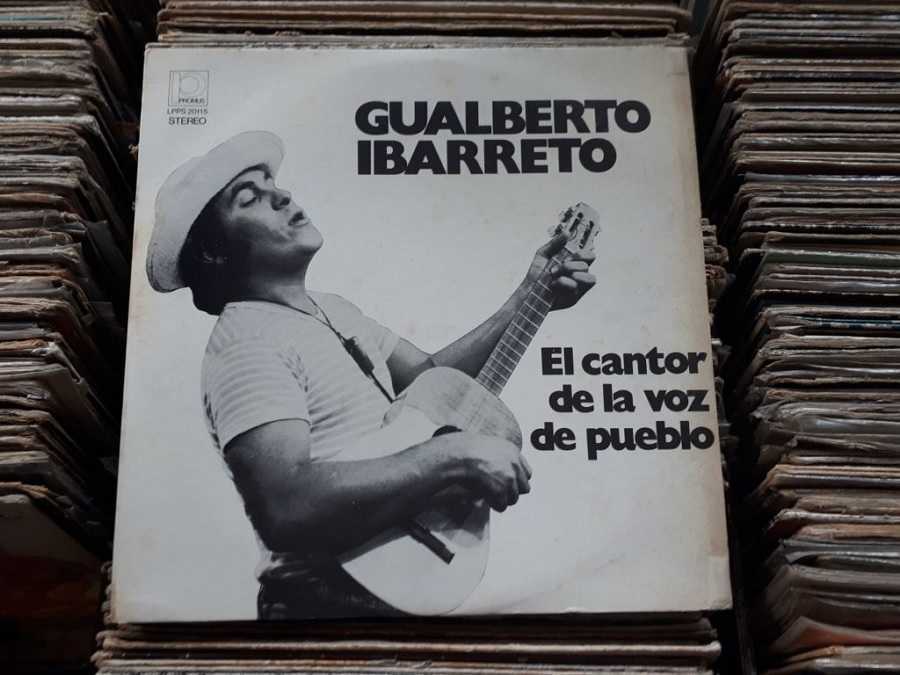 PROMUS
LPPS 20115
STEREO
GUALBERTO
IBARRETO
El cantor
de la voz
de pueblo